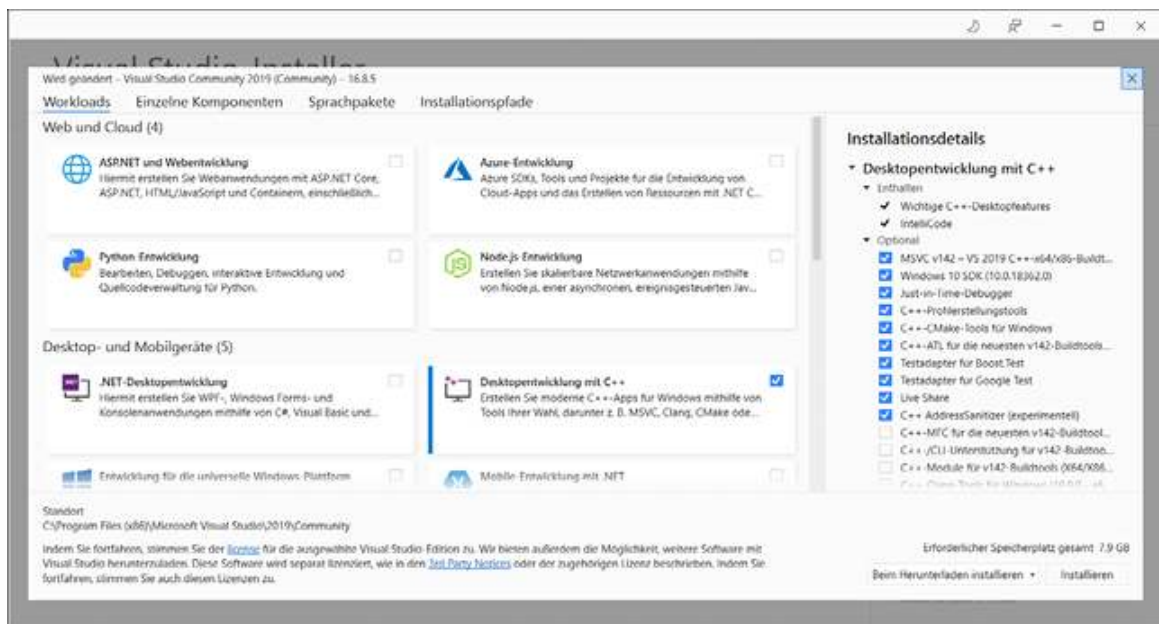 Visual Studio Installer
Wird geändert – Visual Studio Community 2019 (Community) – 16.8.5
Workloads Einzelne Komponenten Sprachpakete Installationspfade
Web und Cloud (4)
ASP.NET und Webentwicklung
Hiermit erstellen Sie Webanwendungen mit ASP.NET Core,
ASP.NET, HTML/JavaScript und Containern, einschließlich...
Azure-Entwicklung
Azure SDKs, Tools und Projekte für die Entwicklung von
Cloud-Apps und das Erstellen von Ressourcen mit .NET C...
Python-Entwicklung
Bearbeiten, Debuggen, interaktive Entwicklung und
Quellcodeverwaltung für Python.
Node.js-Entwicklung
Erstellen Sie skalierbare Netzwerkanwendungen mithilfe
von Node.js, einer asynchronen, ereignisgesteuerten Jav...
Desktop- und Mobilgeräte (5)
.NET-Desktopentwicklung
Hiermit erstellen Sie WPF-, Windows Forms- und
Konsolenanwendungen mithilfe von C#, Visual Basic und...
Desktopentwicklung mit C++
Erstellen Sie moderne C++-Apps für Windows mithilfe von
Tools Ihrer Wahl, darunter z. B. MSVC, Clang, CMake ode...
Entwicklung für die universelle Windows-Plattform
Mobile-Entwicklung mit .NET
Installationsdetails
Desktopentwicklung mit C++
Enthalten
Wichtige C++-Desktopfeatures
IntelliCode
Optional
MSVC v142 – VS 2019 C++-x64/x86-Buildt...
Windows 10 SDK (10.0.18362.0)
Just-in-Time-Debugger
C++-Profilerstellungstools
C++-CMake-Tools für Windows
C++-ATL für die neuesten v142-Buildtools...
Testadapter für Boost.Test
Testadapter für Google Test
Live Share
C++ AddressSanitizer (experimentell)
C++-MFC für die neuesten v142-Buildtool...
C++-/CLI-Unterstützung für v142-Buildtoo...
C++-Module für v142-Buildtools (x64/x86...
Standort
C:\Program Files (x86)\Microsoft Visual Studio\2019\Community
Indem Sie fortfahren, stimmen Sie der license für die ausgewählte Visual Studio-Edition zu. Wir bieten außerdem die Möglichkeit, weitere Software mit
Visual Studio herunterzuladen. Diese Software wird separat lizenziert, wie in den 3rd Party Notices oder der zugehörigen Lizenz beschrieben. Indem Sie
fortfahren, stimmen Sie auch diesen Lizenzen zu.
Erforderlicher Speicherplatz gesamt 7,9 GB
Beim Herunterladen installieren Installieren